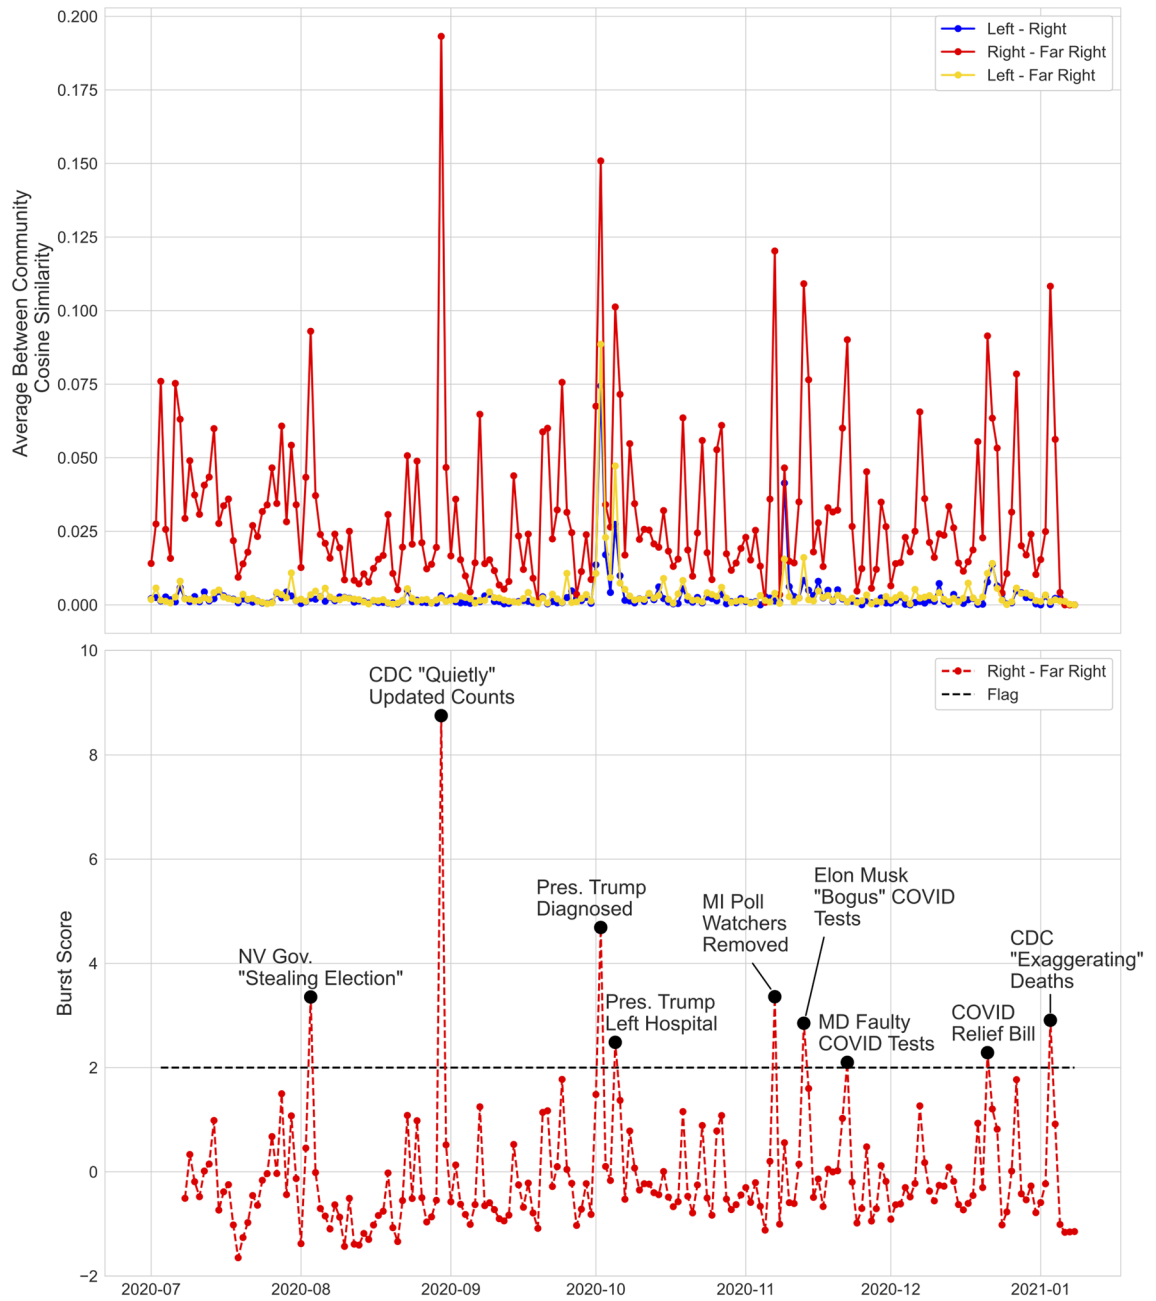 0.200
0.175
0.150
0.125
0.100
0.075
0.050
0.025
0.000
Average Between Community
Cosine Similarity
Left - Right
Right - Far Right
Left - Far Right
10
8
6
4
2
0
−2
Burst Score
Right - Far Right
Flag
CDC "Quietly"
Updated Counts
NV Gov.
"Stealing Election"
Pres. Trump
Diagnosed
Pres. Trump
Left Hospital
MI Poll
Watchers
Removed
Elon Musk
"Bogus" COVID
Tests
MD Faulty
COVID Tests
COVID
Relief Bill
CDC
"Exaggerating"
Deaths
2020-07
2020-08
2020-09
2020-10
2020-11
2020-12
2021-01